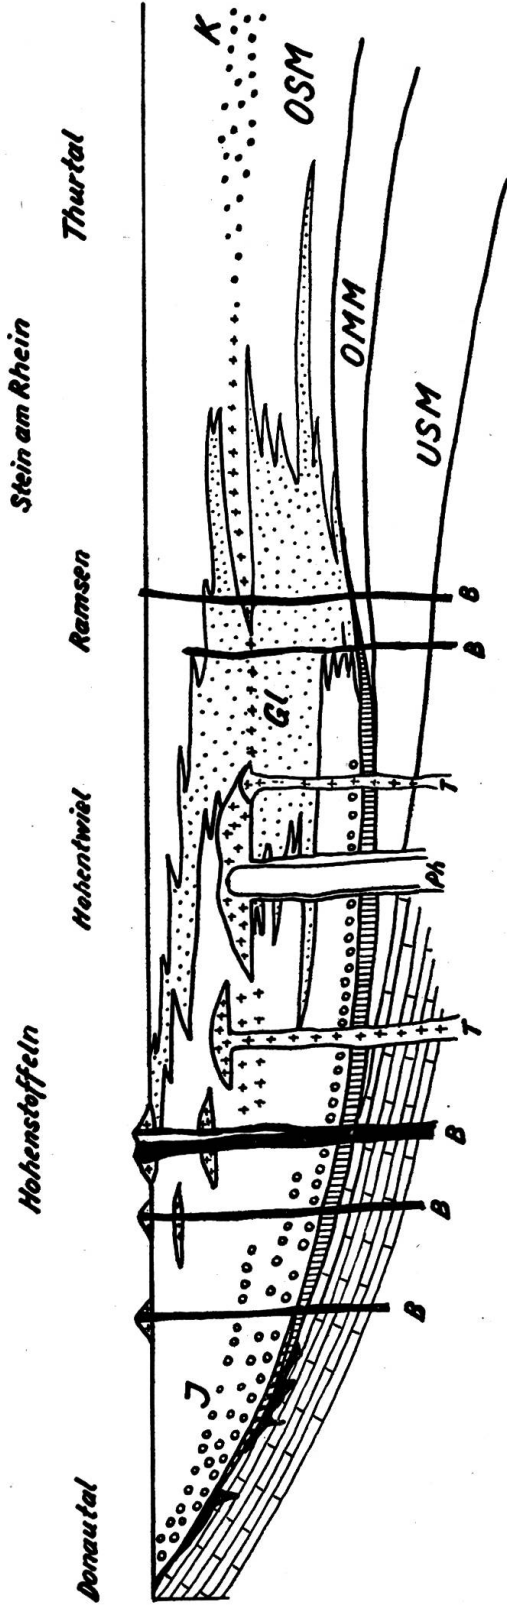 Donautal
Hohenstoffeln
Hohentwiel
Ramsen
Stein am Rhein
Thurtal
K
J
Gl
OSM
OMM
USM
B
B
B
T
Ph
T
B
B